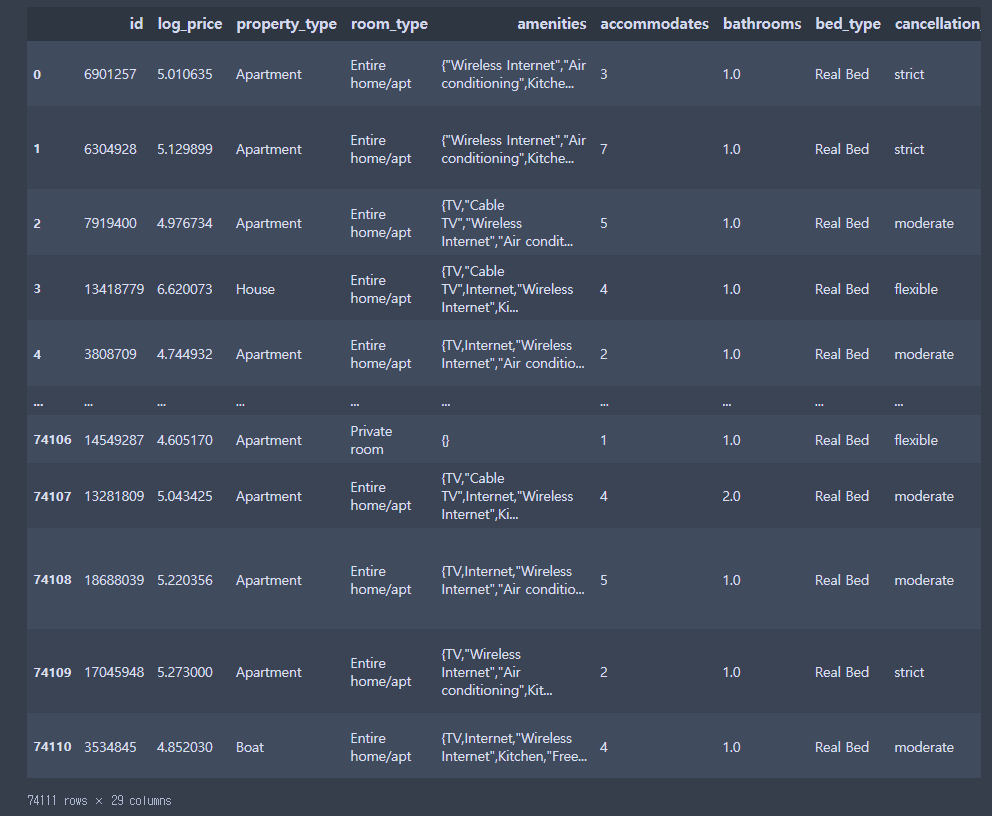 id log_price property_type room_type amenities accommodates bathrooms bed_type cancellation_
0 6901257 5.010635 Apartment Entire home/apt {"Wireless Internet","Air conditioning",Kitche... 3 1.0 Real Bed strict
1 6304928 5.129899 Apartment Entire home/apt {"Wireless Internet","Air conditioning",Kitche... 7 1.0 Real Bed strict
2 7919400 4.976734 Apartment Entire home/apt {TV,"Cable TV","Wireless Internet","Air condit... 5 1.0 Real Bed moderate
3 13418779 6.620073 House Entire home/apt {TV,"Cable TV",Internet,"Wireless Internet",Ki... 4 1.0 Real Bed flexible
4 3808709 4.744932 Apartment Entire home/apt {TV,Internet,"Wireless Internet","Air conditio... 2 1.0 Real Bed moderate
... ... ... ... ... ... ... ... ... ...
74106 14549287 4.605170 Apartment Private room {} 1 1.0 Real Bed flexible
74107 13281809 5.043425 Apartment Entire home/apt {TV,"Cable TV",Internet,"Wireless Internet",Ki... 4 2.0 Real Bed moderate
74108 18688039 5.220356 Apartment Entire home/apt {TV,Internet,"Wireless Internet","Air conditio... 5 1.0 Real Bed moderate
74109 17045948 5.273000 Apartment Entire home/apt {TV,"Wireless Internet","Air conditioning",Kit... 2 1.0 Real Bed strict
74110 3534845 4.852030 Boat Entire home/apt {TV,Internet,"Wireless Internet",Kitchen,"Free... 4 1.0 Real Bed moderate
74111 rows × 29 columns